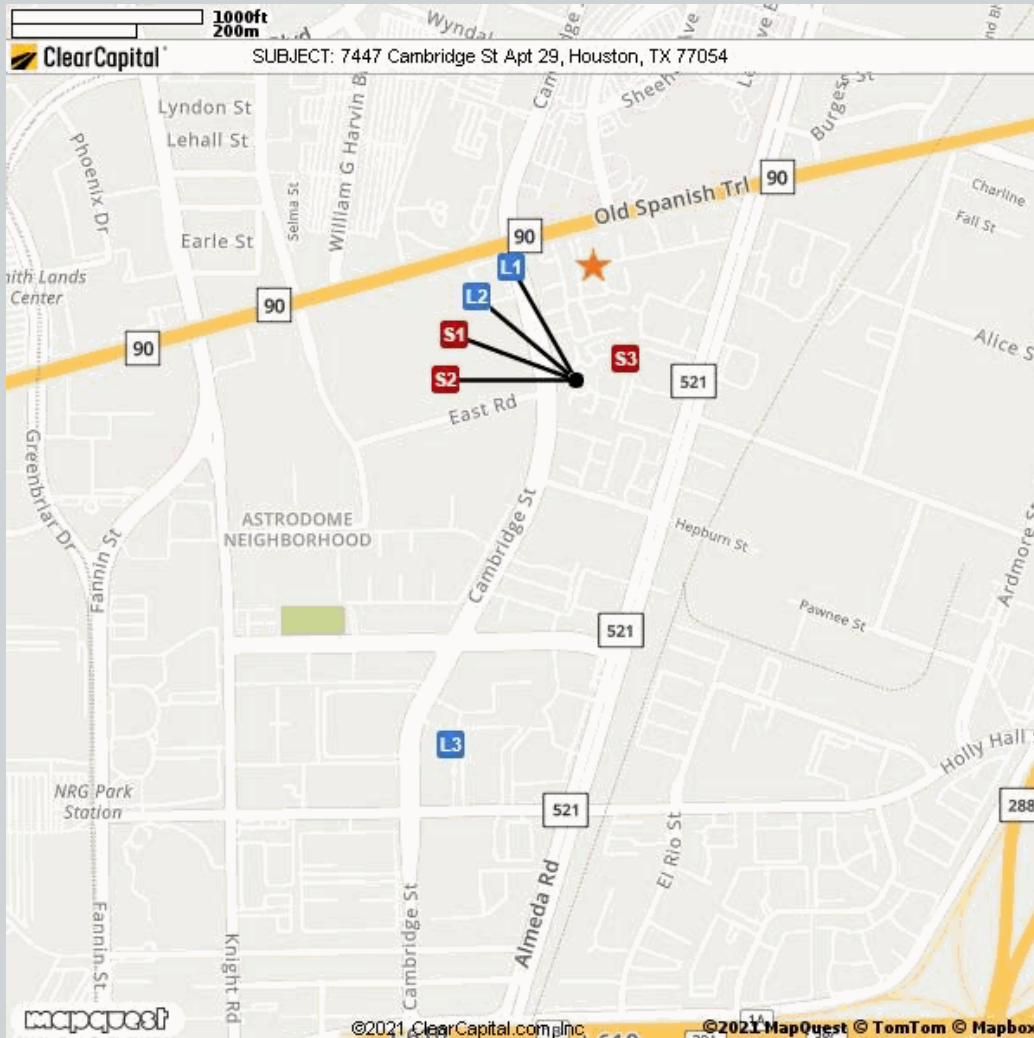 1000ft
200m
ClearCapital
SUBJECT: 7447 Cambridge St Apt 29, Houston, TX 77054
Wyndal
Lyndon St
Lehall St
Phoenix Dr
Selma St
William G Harvin B
Cam
Sheeh
Burgess St
90
Old Spanish Trl
Charline
Fall St
Earle St
90
L1
L2
90
90
S1
S2
S3
521
Alice S
East Rd
Greenbriar Dr
ASTRODOME
NEIGHBORHOOD
Fannin St
Cambridge St
Hepburn St
Ardmore St
Pawnee St
521
L3
Holly Hall
NRG Park
Station
521
288
El Rio St
Almeda Rd
Fannin St
Knight Rd
Cambridge St
mapquest
©2021 ClearCapital.com, Inc
©2021 MapQuest © TomTom © Mapbox